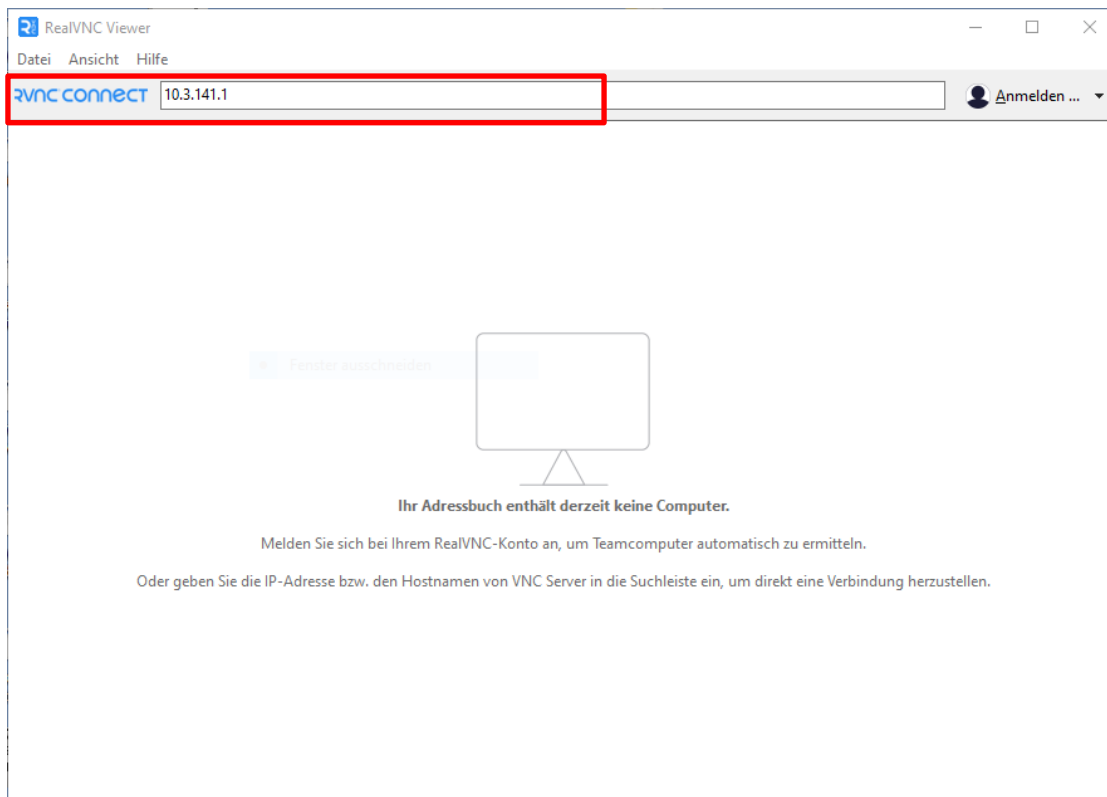 RealVNC Viewer
Datei Ansicht Hilfe
RVNC CONNECT 10.3.141.1 Anmelden ...
Fenster ausschneiden
Ihr Adressbuch enthält derzeit keine Computer.
Melden Sie sich bei Ihrem RealVNC-Konto an, um Teamcomputer automatisch zu ermitteln.
Oder geben Sie die IP-Adresse bzw. den Hostnamen von VNC Server in die Suchleiste ein, um direkt eine Verbindung herzustellen.